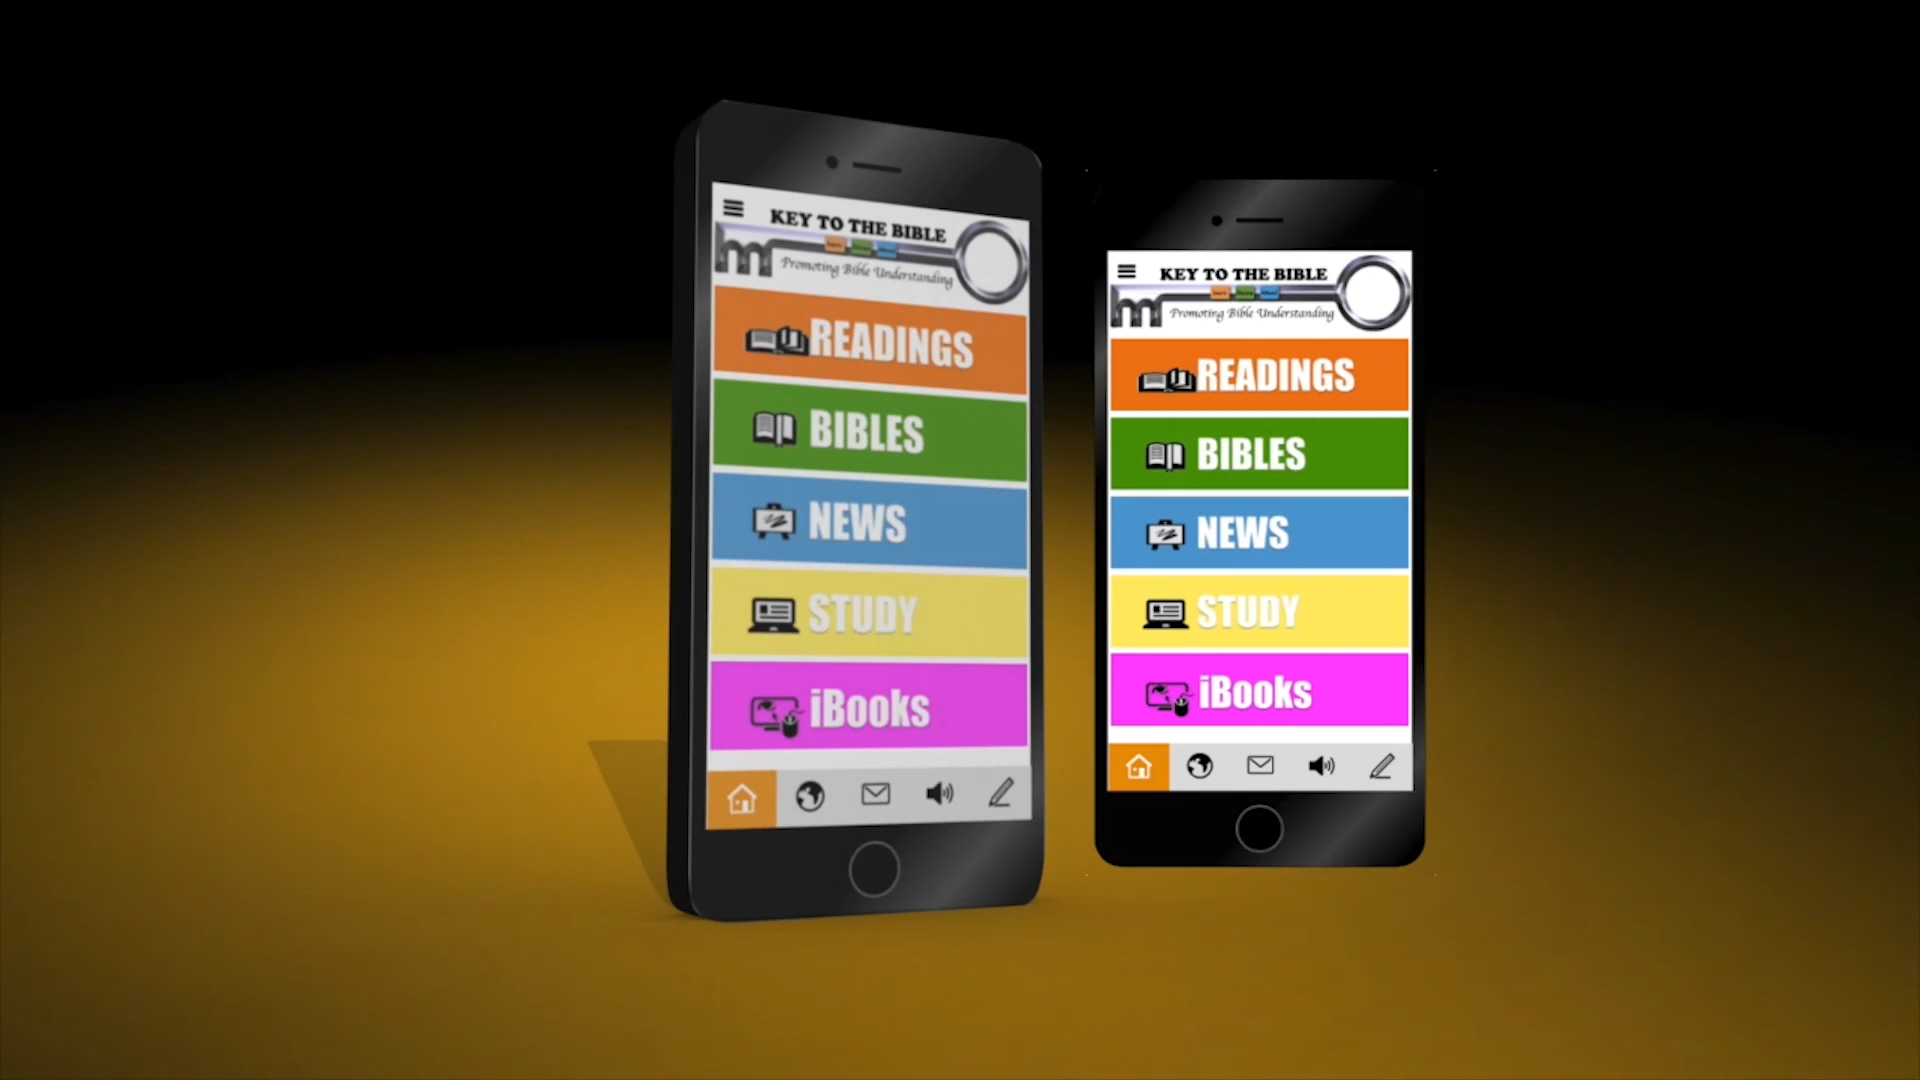 KEY TO THE BIBLE
Promoting Bible Understanding
READINGS
BIBLES
NEWS
STUDY
iBooks
KEY TO THE BIBLE
Promoting Bible Understanding
READINGS
BIBLES
NEWS
STUDY
iBooks